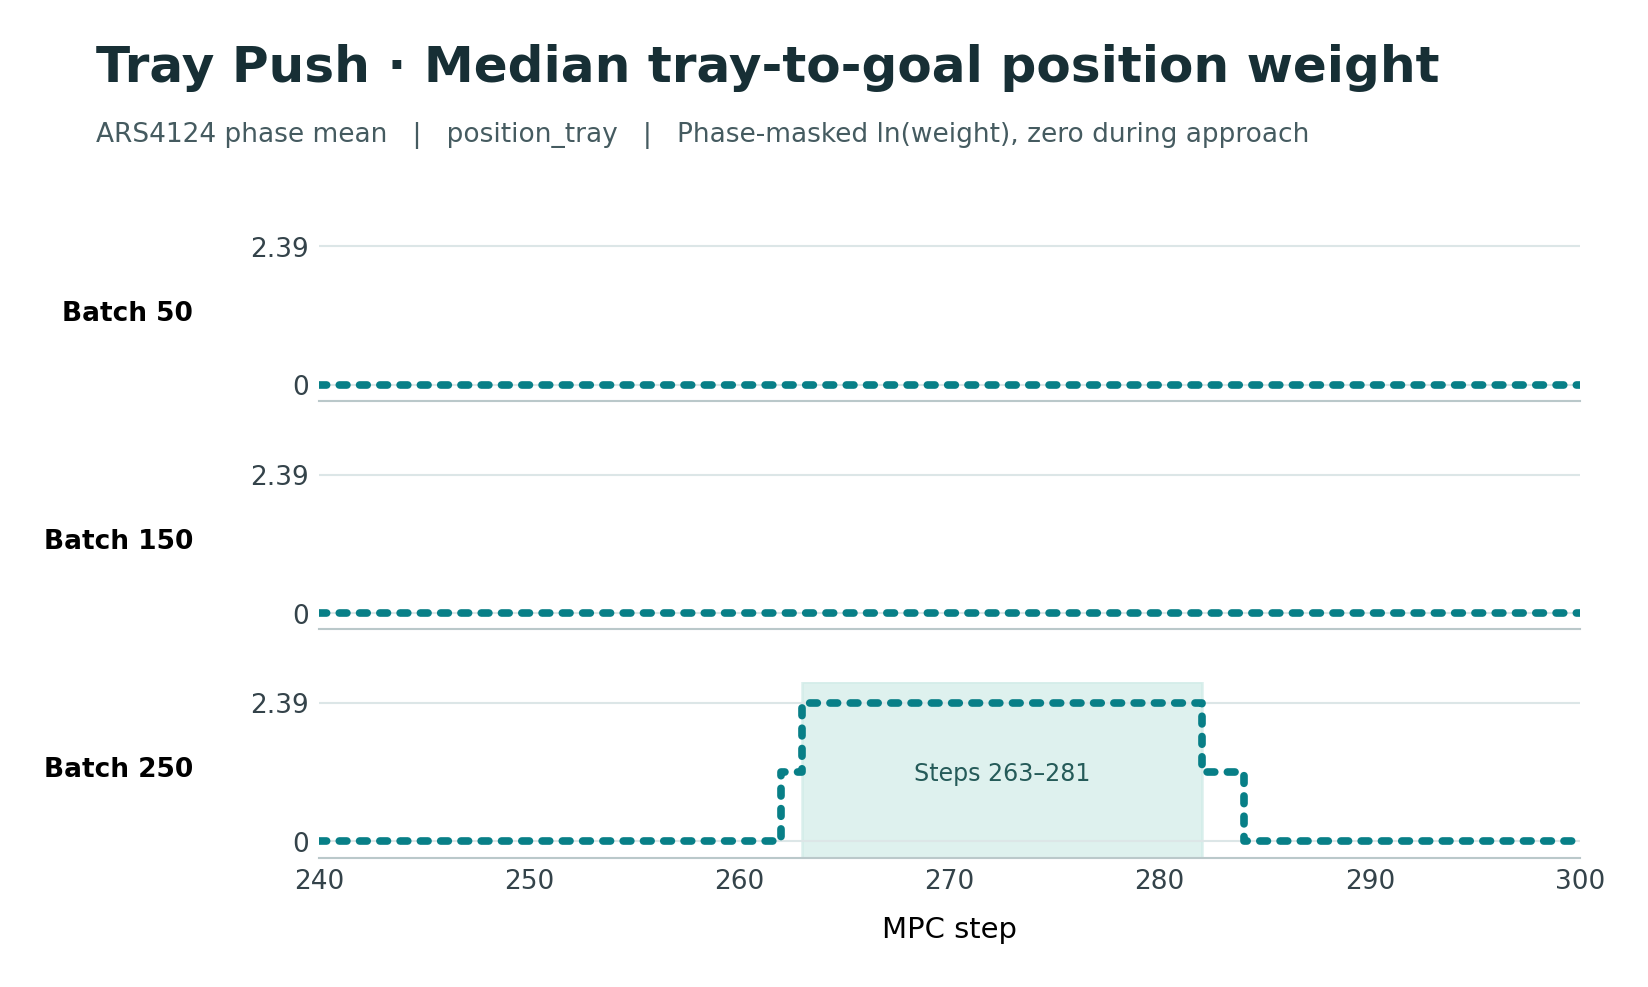 Tray Push · Median tray-to-goal position weight
ARS4124 phase mean | position_tray | Phase-masked ln(weight), zero during approach
2.39
Batch 50
0
2.39
Batch 150
0
2.39
Batch 250
Steps 263–281
0
240 250 260 270 280 290 300
MPC step